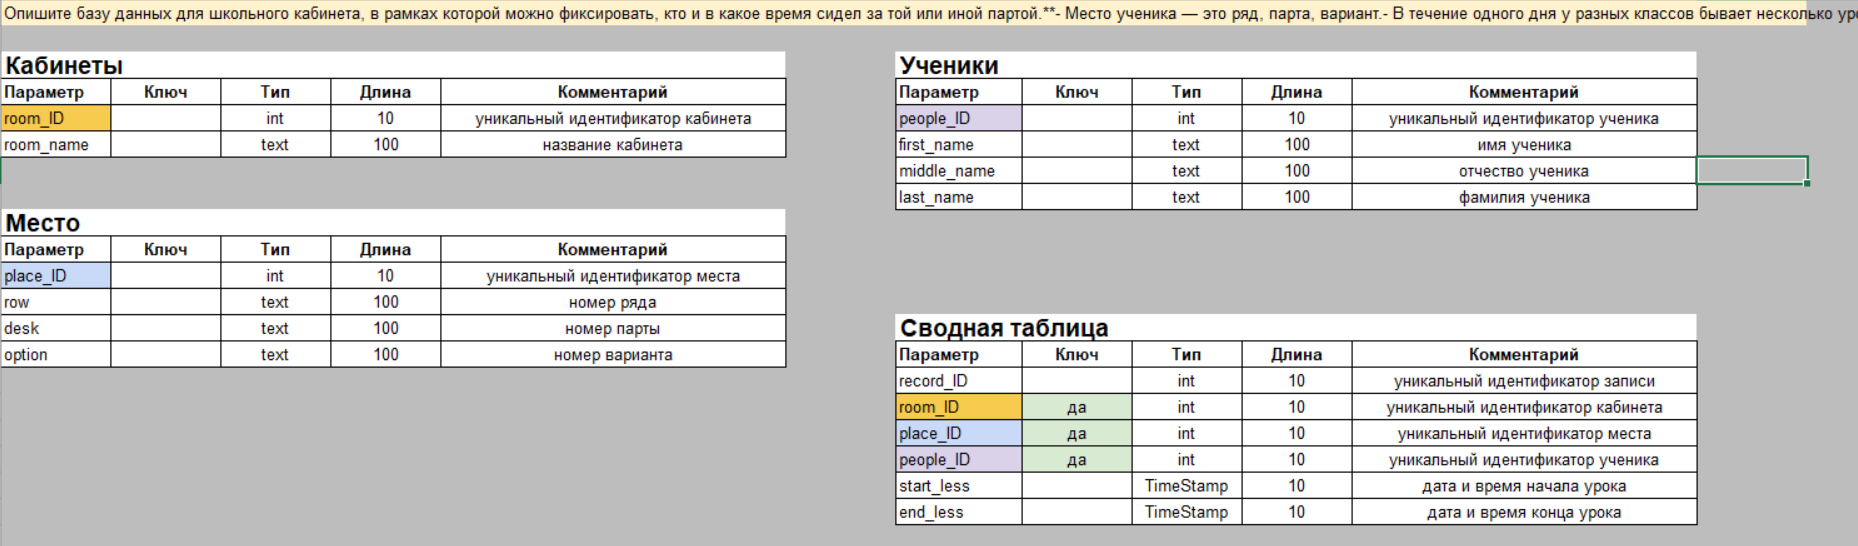 Опишите базу данных для школьного кабинета, в рамках которой можно фиксировать, кто и в какое время сидел за той или иной партой.**- Место ученика — это ряд, парта, вариант.- В течение одного дня у разных классов бывает несколько уро
Кабинеты
Параметр Ключ Тип Длина Комментарий
room_ID int 10 уникальный идентификатор кабинета
room_name text 100 название кабинета
Место
Параметр Ключ Тип Длина Комментарий
place_ID int 10 уникальный идентификатор места
row text 100 номер ряда
desk text 100 номер парты
option text 100 номер варианта
Ученики
Параметр Ключ Тип Длина Комментарий
people_ID int 10 уникальный идентификатор ученика
first_name text 100 имя ученика
middle_name text 100 отчество ученика
last_name text 100 фамилия ученика
Сводная таблица
Параметр Ключ Тип Длина Комментарий
record_ID int 10 уникальный идентификатор записи
room_ID да int 10 уникальный идентификатор кабинета
place_ID да int 10 уникальный идентификатор места
people_ID да int 10 уникальный идентификатор ученика
start_less TimeStamp 10 дата и время начала урока
end_less TimeStamp 10 дата и время конца урока